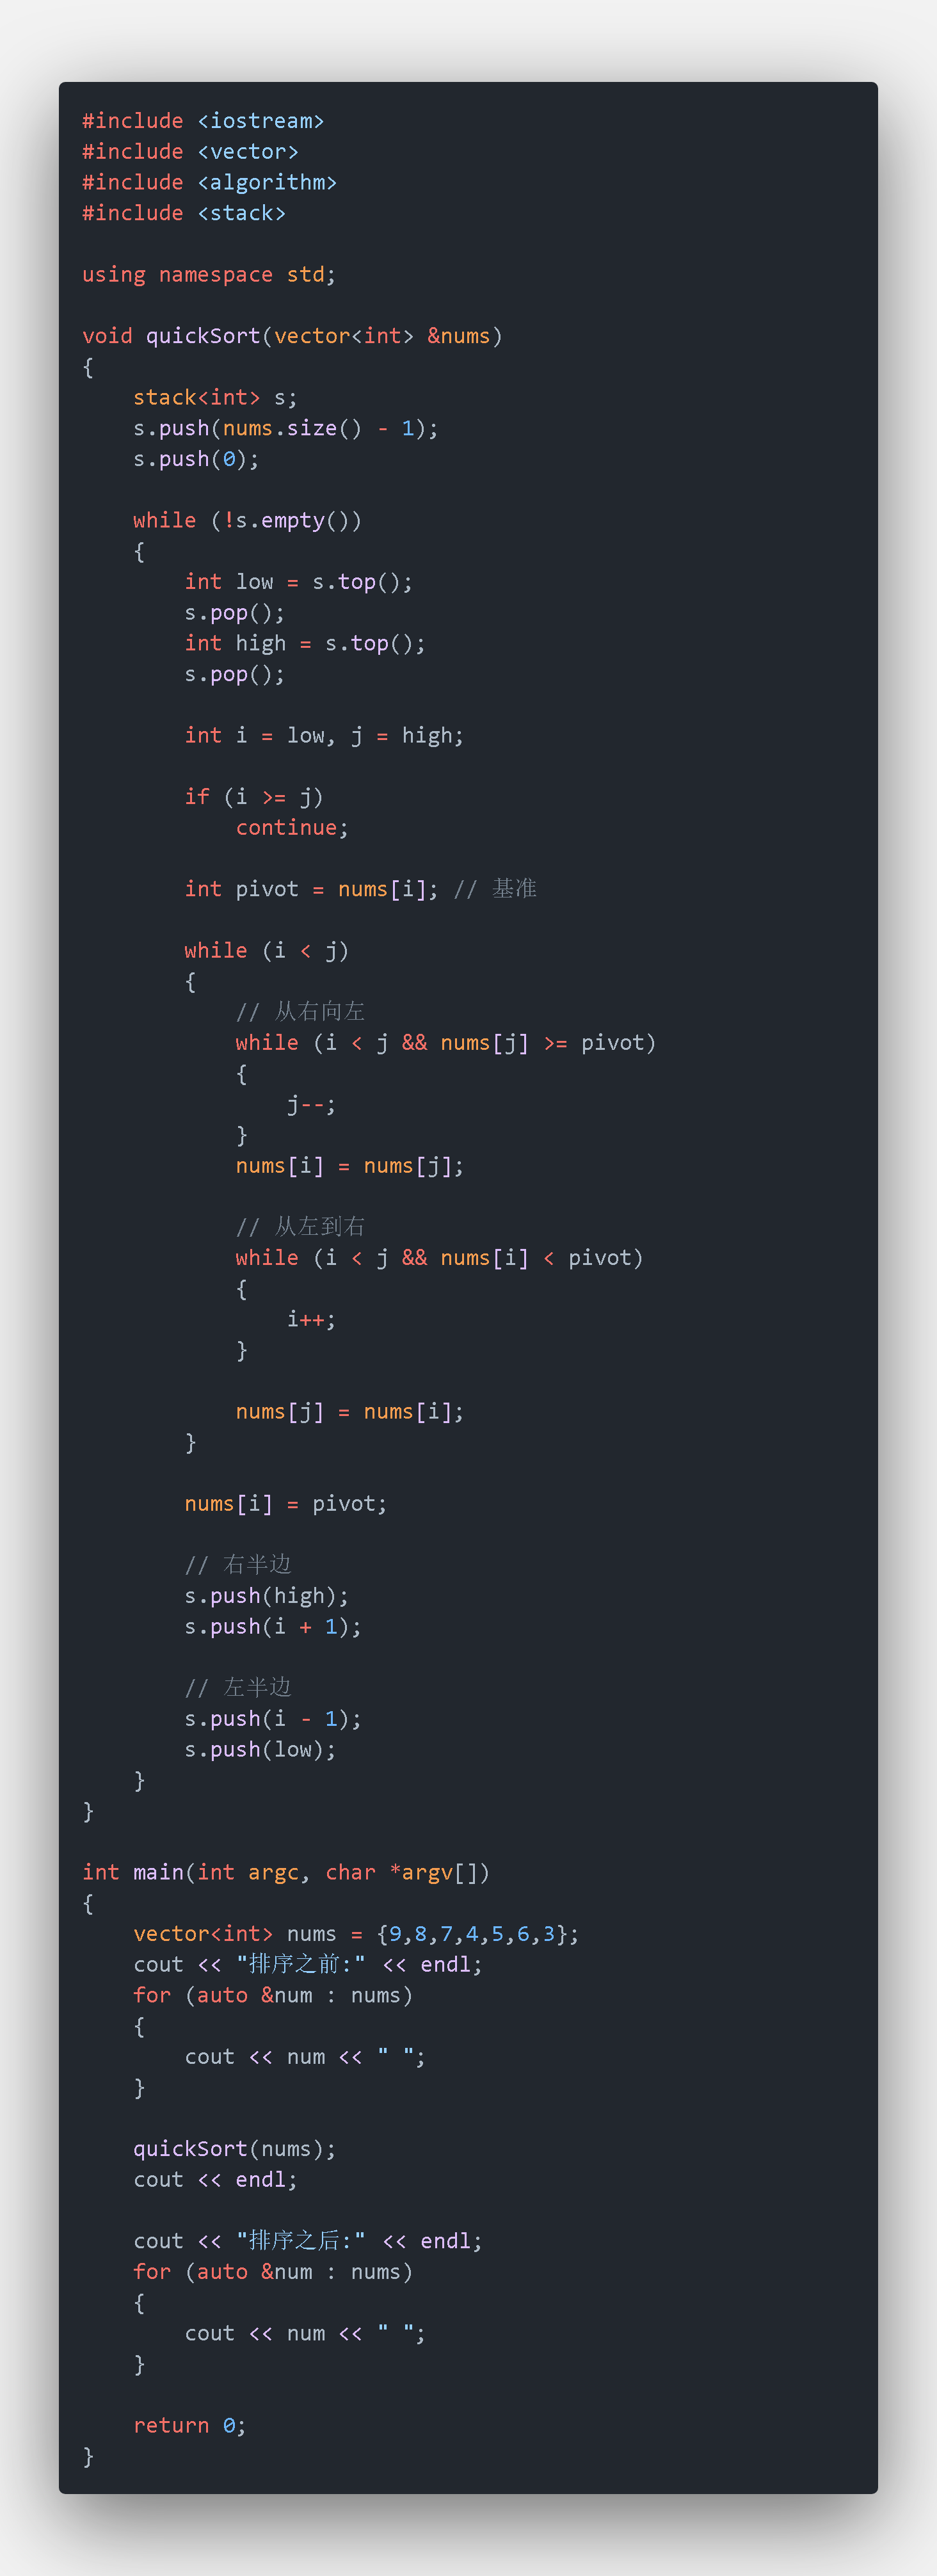 #include <iostream>
#include <vector>
#include <algorithm>
#include <stack>

using namespace std;

void quickSort(vector<int> &nums)
{
    stack<int> s;
    s.push(nums.size() - 1);
    s.push(0);

    while (!s.empty())
    {
        int low = s.top();
        s.pop();
        int high = s.top();
        s.pop();

        int i = low, j = high;

        if (i >= j)
            continue;

        int pivot = nums[i]; // 基准

        while (i < j)
        {
            // 从右向左
            while (i < j && nums[j] >= pivot)
            {
                j--;
            }
            nums[i] = nums[j];

            // 从左到右
            while (i < j && nums[i] < pivot)
            {
                i++;
            }

            nums[j] = nums[i];
        }

        nums[i] = pivot;

        // 右半边
        s.push(high);
        s.push(i + 1);

        // 左半边
        s.push(i - 1);
        s.push(low);
    }
}

int main(int argc, char *argv[])
{
    vector<int> nums = {9,8,7,4,5,6,3};
    cout << "排序之前:" << endl;
    for (auto &num : nums)
    {
        cout << num << " ";
    }

    quickSort(nums);
    cout << endl;

    cout << "排序之后:" << endl;
    for (auto &num : nums)
    {
        cout << num << " ";
    }

    return 0;
}